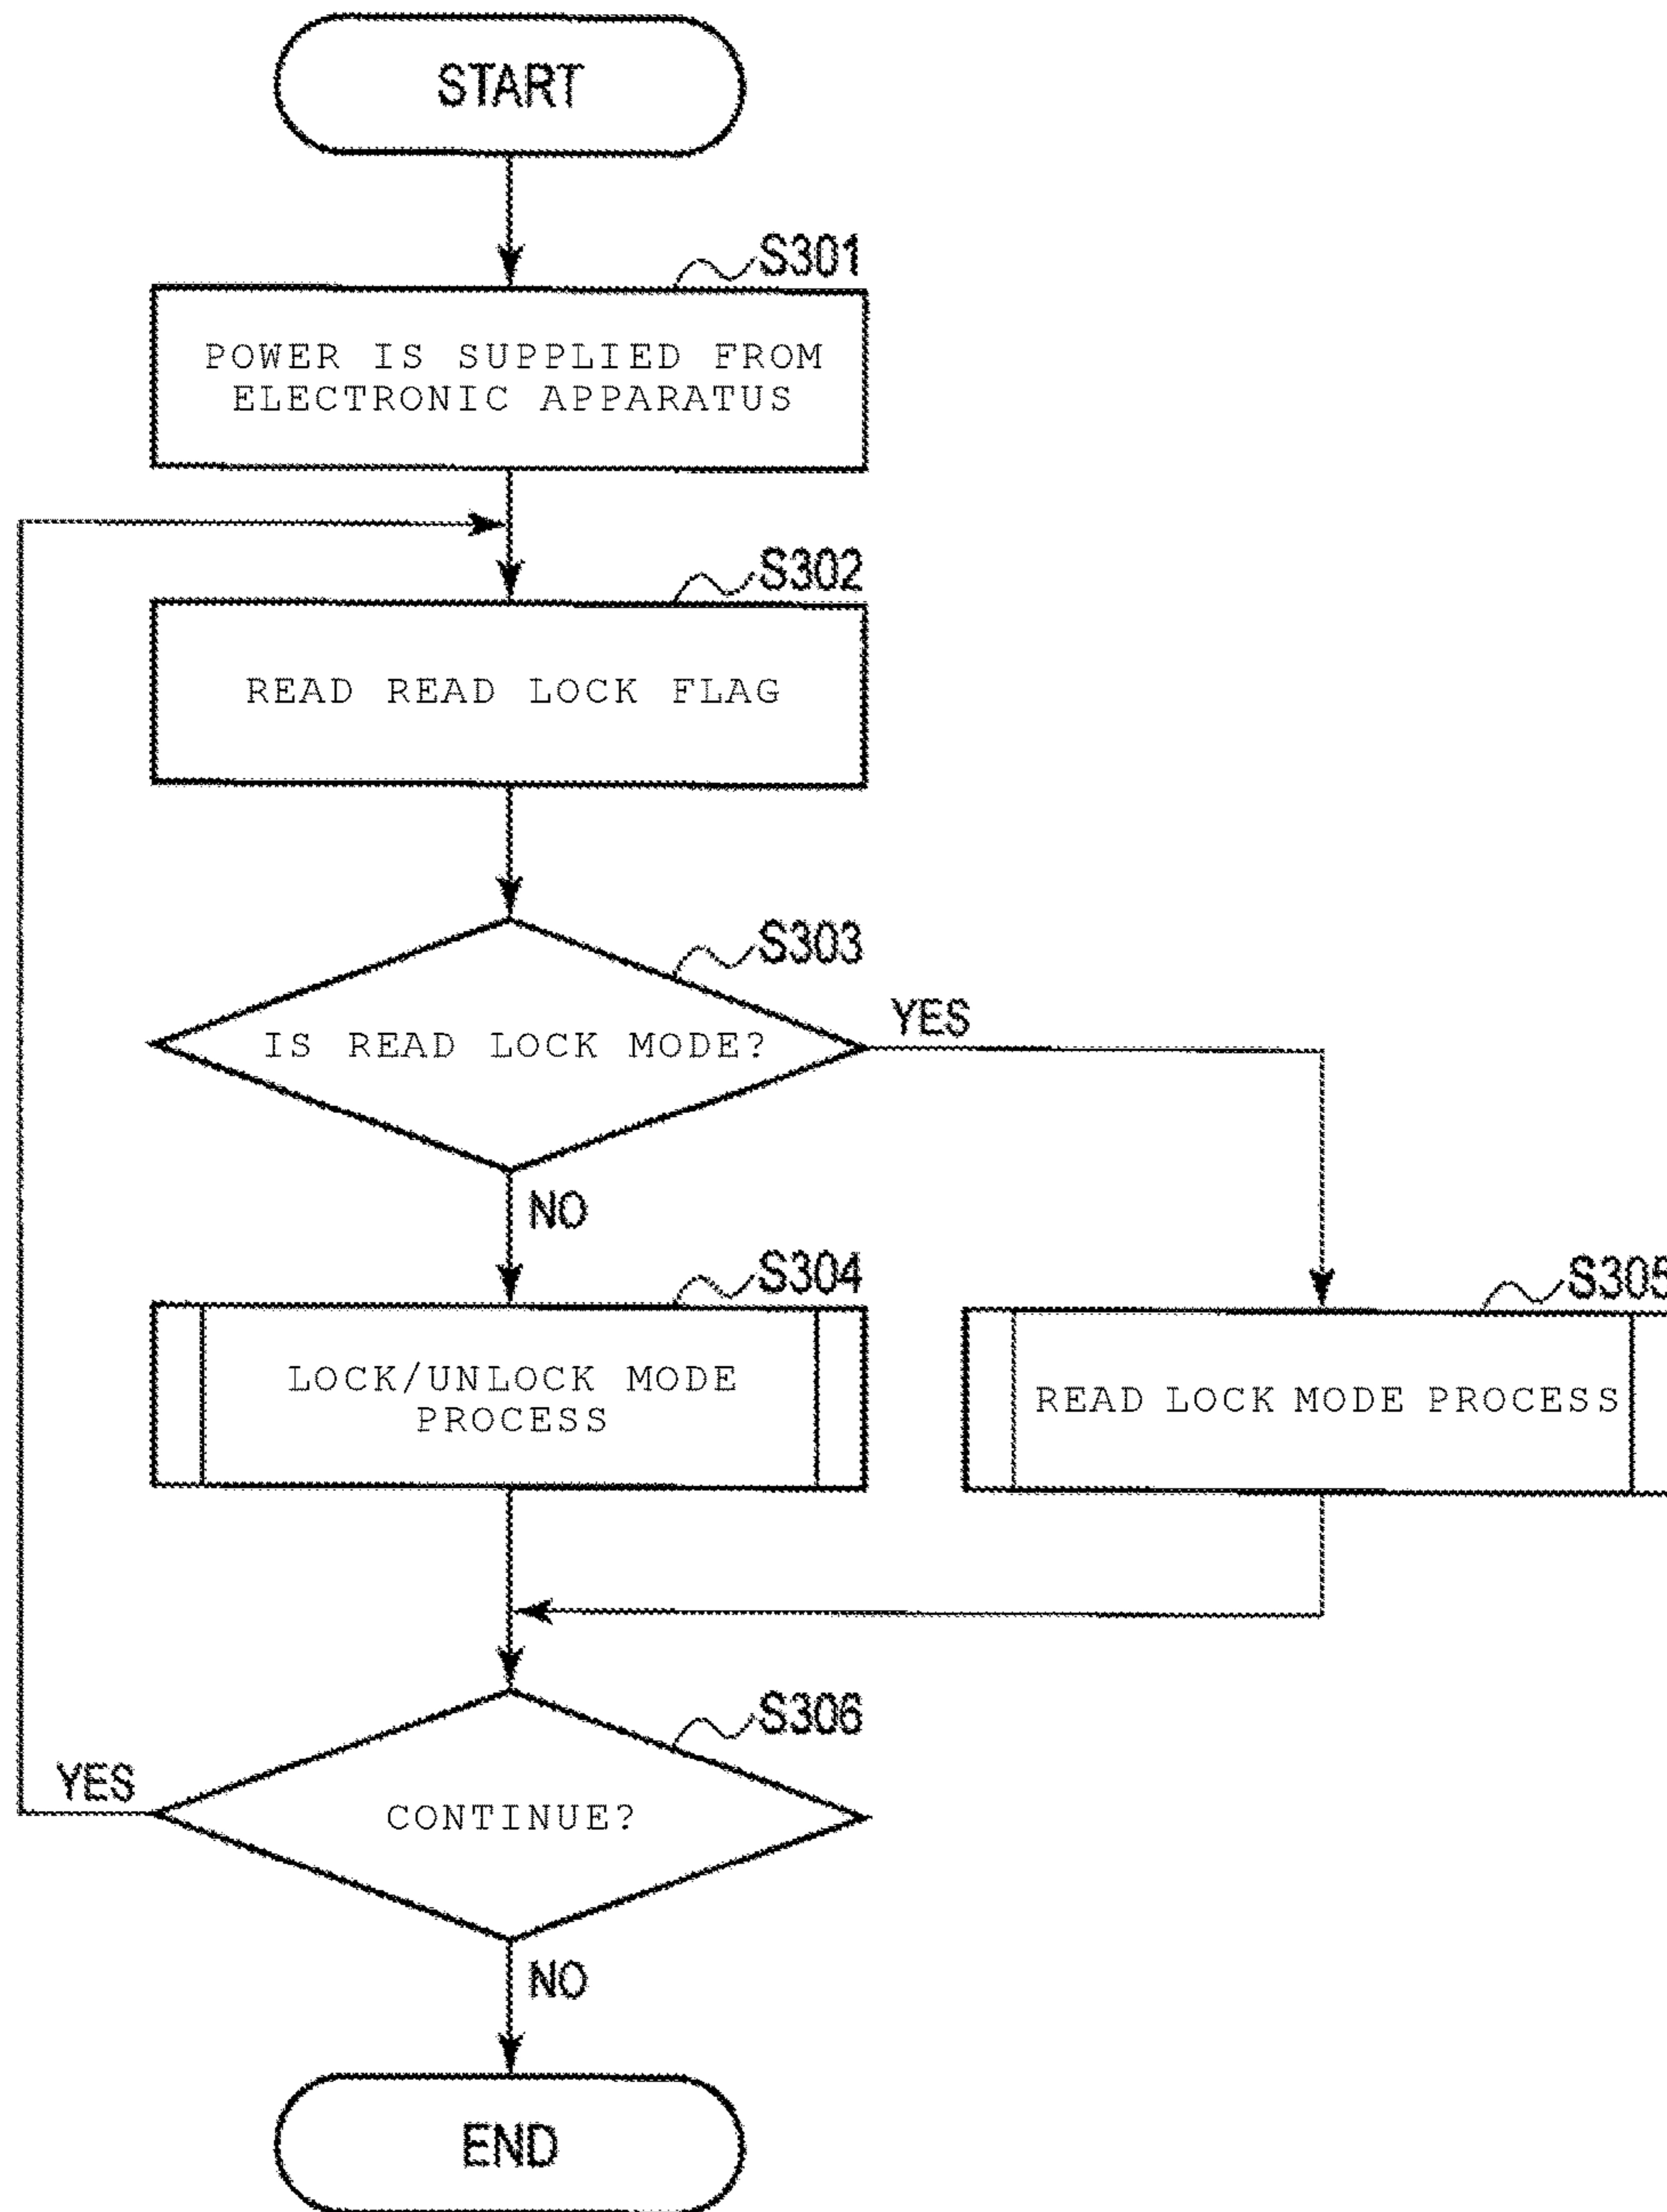 START
S301
POWER IS SUPPLIED FROM
ELECTRONIC APPARATUS
S302
READ READ LOCK FLAG
S303
IS READ LOCK MODE?
YES
NO
S304
LOCK/UNLOCK MODE
PROCESS
S305
READ LOCK MODE PROCESS
S306
CONTINUE?
YES
NO
END